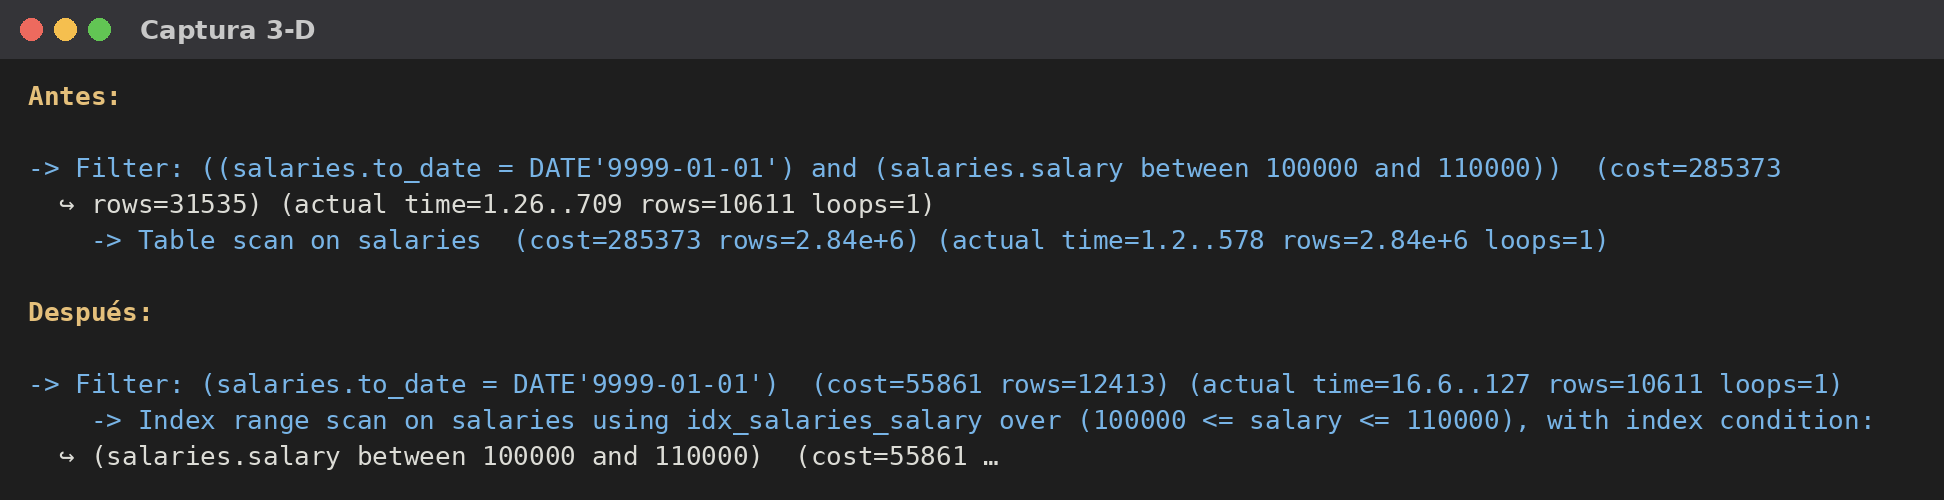 Captura 3-D
Antes:
-> Filter: ((salaries.to_date = DATE'9999-01-01') and (salaries.salary between 100000 and 110000))  (cost=285373
↪ rows=31535) (actual time=1.26..709 rows=10611 loops=1)
-> Table scan on salaries  (cost=285373 rows=2.84e+6) (actual time=1.2..578 rows=2.84e+6 loops=1)
Después:
-> Filter: (salaries.to_date = DATE'9999-01-01')  (cost=55861 rows=12413) (actual time=16.6..127 rows=10611 loops=1)
-> Index range scan on salaries using idx_salaries_salary over (100000 <= salary <= 110000), with index condition:
↪ (salaries.salary between 100000 and 110000)  (cost=55861 …